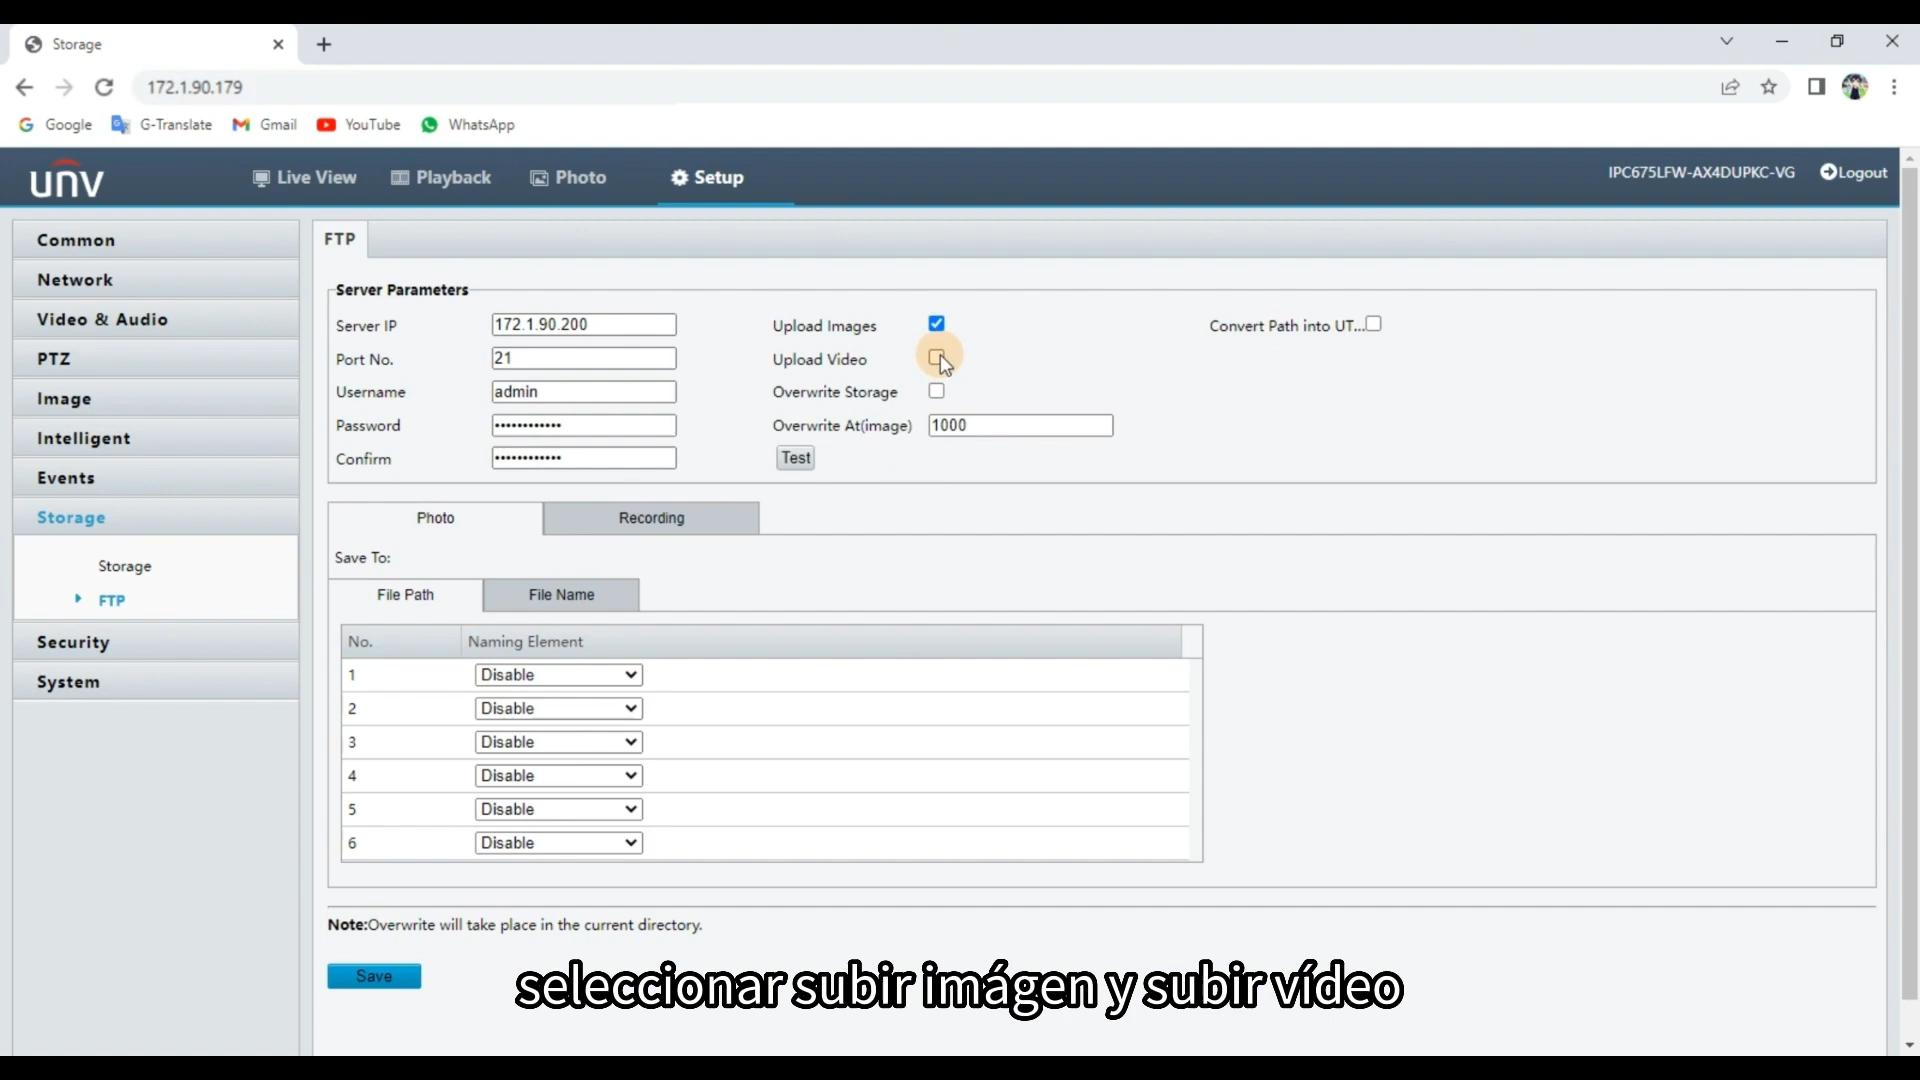 Storage
172.1.90.179
Google G-Translate Gmail YouTube WhatsApp
unv Live View Playback Photo Setup IPC675LFW-AX4DUPKC-VG Logout
Common
Network
Video & Audio
PTZ
Image
Intelligent
Events
Storage
Storage
FTP
Security
System
FTP
Server Parameters
Server IP 172.1.90.200 Upload Images Convert Path into UT...
Port No. 21 Upload Video
Username admin Overwrite Storage
Password •••••••••••• Overwrite At(image) 1000
Confirm •••••••••••• Test
Photo Recording
Save To:
File Path File Name
No. Naming Element
1 Disable
2 Disable
3 Disable
4 Disable
5 Disable
6 Disable
Note:Overwrite will take place in the current directory.
Save
seleccionar subir imágen y subir vídeo